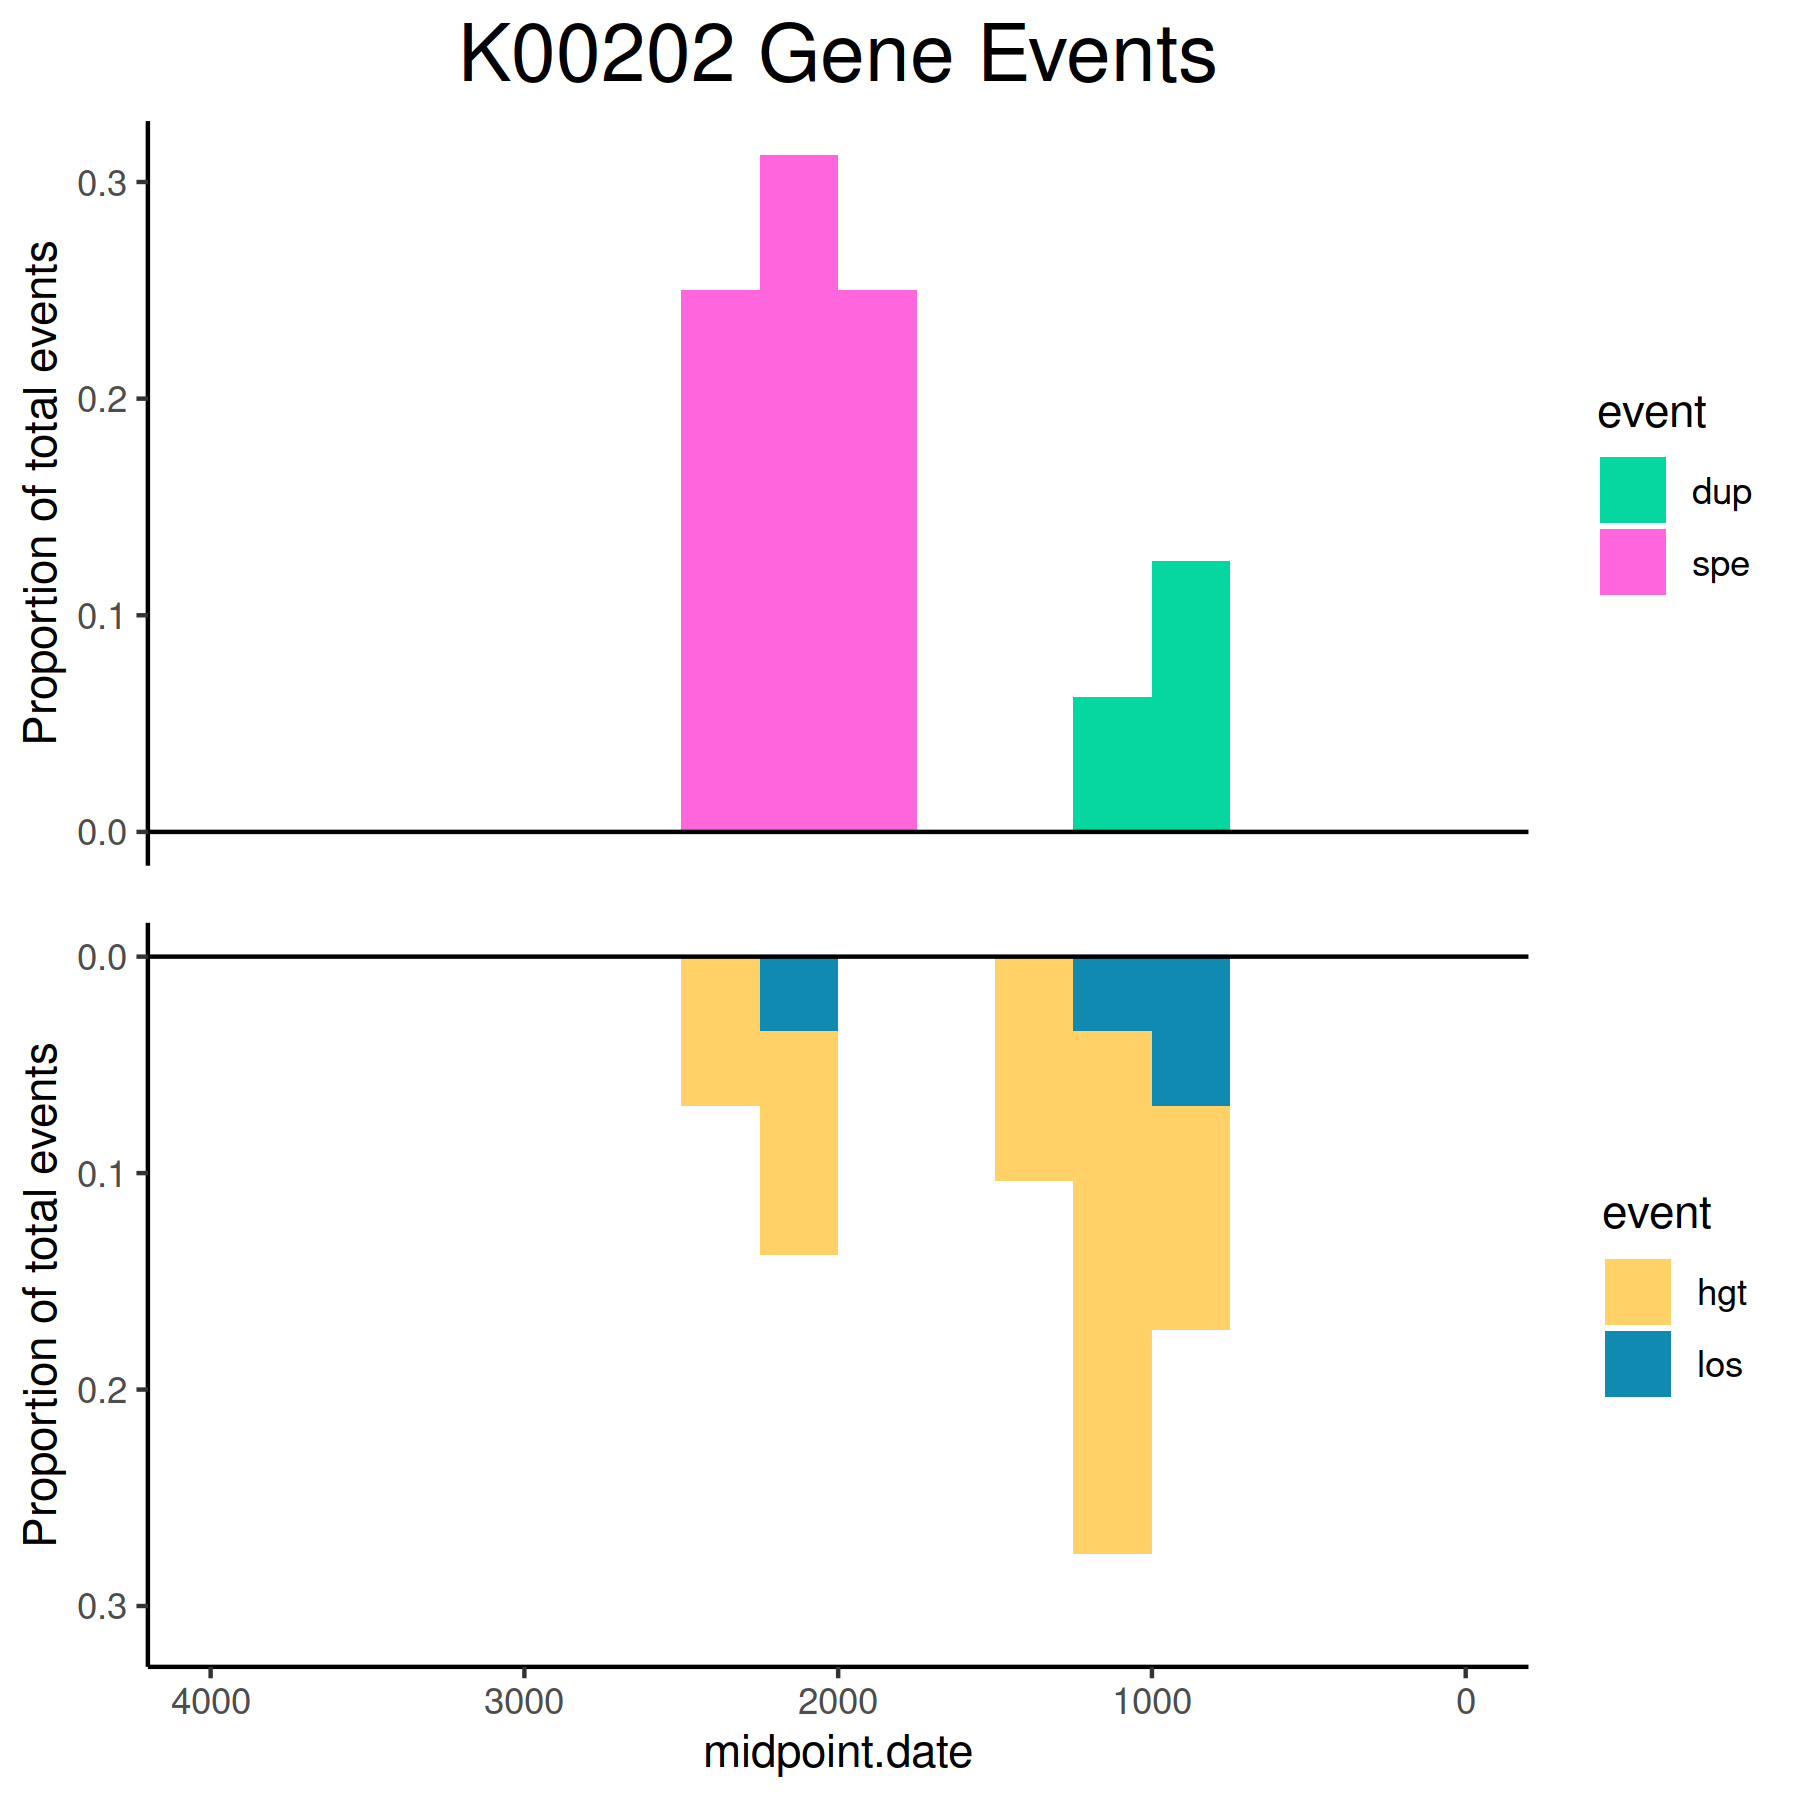 K00202 Gene Events
Proportion of total events
0.3
0.2
0.1
0.0
event
dup
spe
Proportion of total events
0.0
0.1
0.2
0.3
event
hgt
los
4000 3000 2000 1000 0
midpoint.date